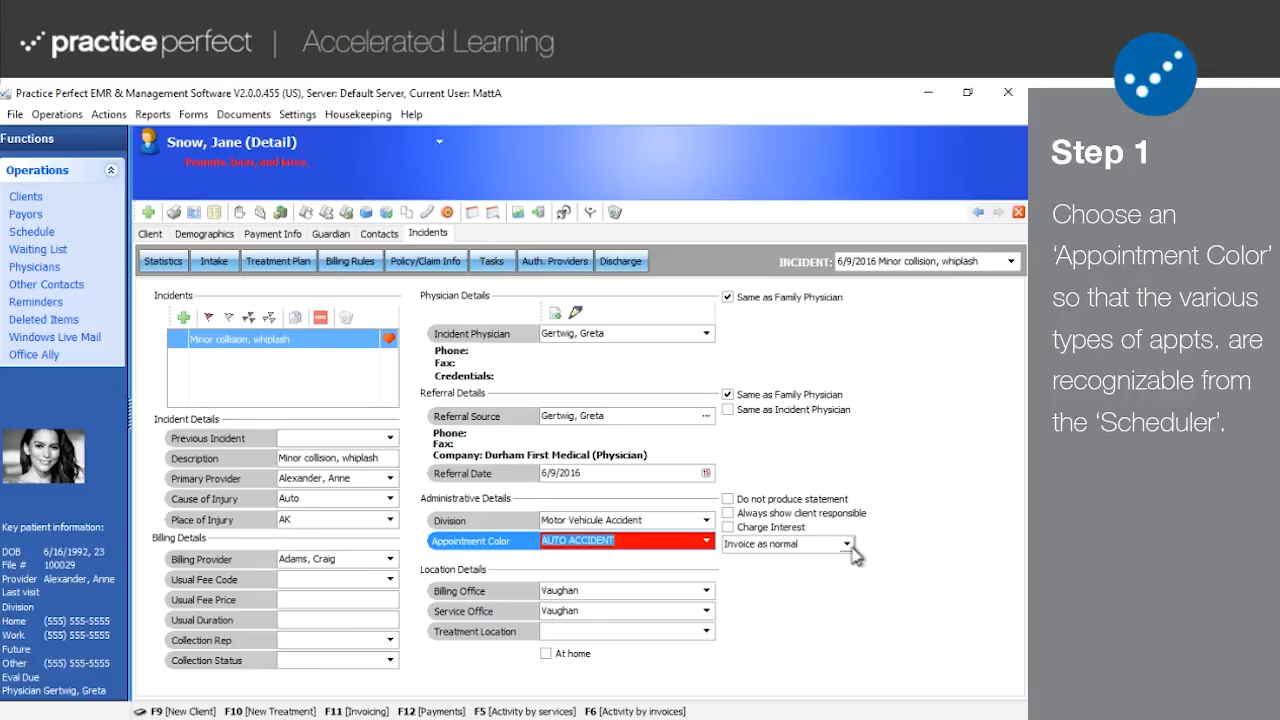 practiceperfect | Accelerated Learning
Practice Perfect EMR & Management Software V2.0.0.455 (US), Server: Default Server, Current User: MattA
File Operations Actions Reports Forms Documents Settings Housekeeping Help
Functions
Operations
Clients
Payors
Schedule
Waiting List
Physicians
Other Contacts
Reminders
Deleted Items
Windows Live Mail
Office Ally
Key patient information:
DOB 6/16/1992, 23
File # 100029
Provider Alexander, Anne
Last visit
Division
Home (555) 555-5555
Work (555) 555-5555
Future
Other (555) 555-5555
Eval Due
Physician Gertwig, Greta
Snow, Jane (Detail)
Peanuts, bees, and latex.
Client Demographics Payment Info Guardian Contacts Incidents
Statistics Intake Treatment Plan Billing Rules Policy/Claim Info Tasks Auth. Providers Discharge INCIDENT: 6/9/2016 Minor collision, whiplash
Incidents
Minor collision, whiplash
Incident Details
Previous Incident
Description Minor collision, whiplash
Primary Provider Alexander, Anne
Cause of Injury Auto
Place of Injury AK
Billing Details
Billing Provider Adams, Craig
Usual Fee Code
Usual Fee Price
Usual Duration
Collection Rep
Collection Status
Physician Details
Same as Family Physician
Incident Physician Gertwig, Greta
Phone:
Fax:
Credentials:
Referral Details
Same as Family Physician
Same as Incident Physician
Referral Source Gertwig, Greta ...
Phone:
Fax:
Company: Durham First Medical (Physician)
Referral Date 6/9/2016
Administrative Details
Do not produce statement
Always show client responsible
Charge Interest
Division Motor Vehicule Accident
Appointment Color AUTO ACCIDENT
Invoice as normal
Location Details
Billing Office Vaughan
Service Office Vaughan
Treatment Location
At home
F9 [New Client] F10 [New Treatment] F11 [Invoicing] F12 [Payments] F5 [Activity by services] F6 [Activity by invoices]
Step 1
Choose an
‘Appointment Color’
so that the various
types of appts. are
recognizable from
the ‘Scheduler’.